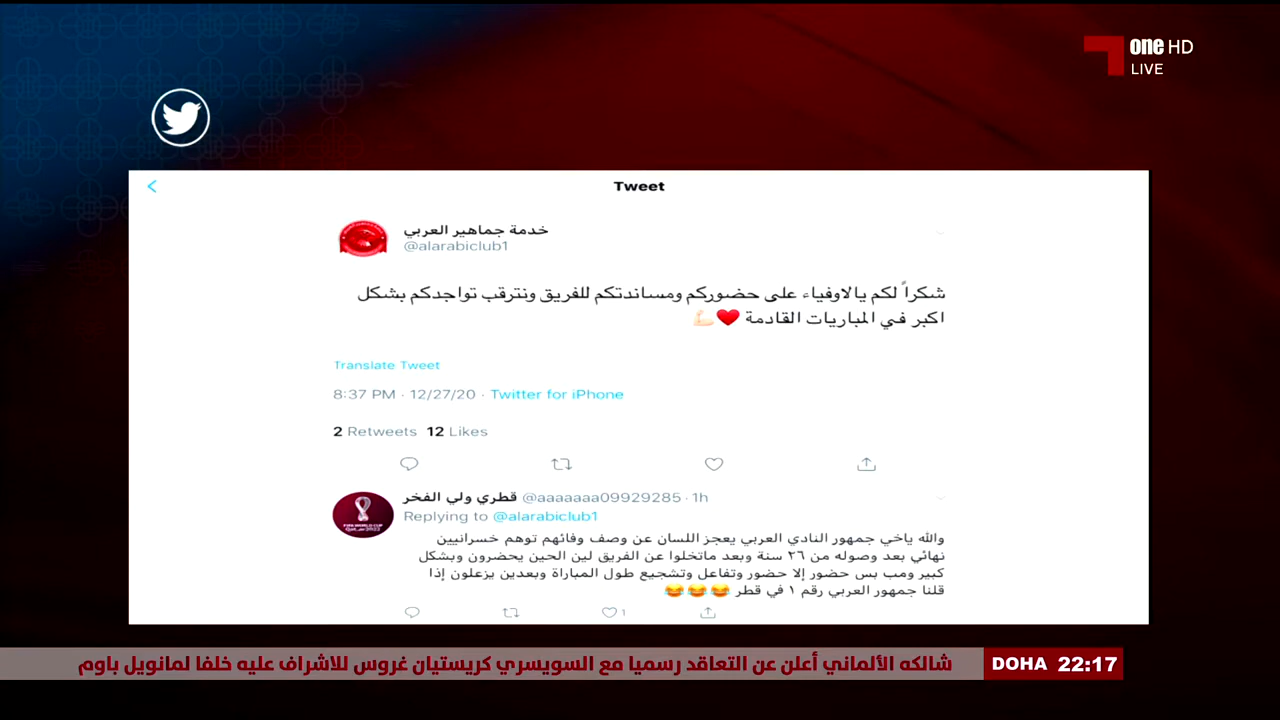 one HD
LIVE
Tweet
خدمة جماهير العربي
@alarabiclub1
شكراً لكم يالاوفياء على حضوركم ومساندتكم للفريق ونترقب تواجدكم بشكل
اكبر في المباريات القادمة ❤️💪🏻
Translate Tweet
8:37 PM · 12/27/20 · Twitter for iPhone
2 Retweets 12 Likes
قطري ولي الفخر @aaaaaaa09929285 · 1h
Replying to @alarabiclub1
والله ياخي جمهور النادي العربي يعجز اللسان عن وصف وفائهم توهم خسرانيين
نهائي بعد وصوله من ٢٦ سنة وبعد ماتخلوا عن الفريق لين الحين يحضرون وبشكل
كبير ومب بس حضور إلا حضور وتفاعل وتشجيع طول المباراة وبعدين يزعلون إذا
قلنا جمهور العربي رقم ١ في قطر 😂😂😂
1
شالكه الألماني أعلن عن التعاقد رسميا مع السويسري كريستيان غروس للاشراف عليه خلفا لمانويل باوم
DOHA 22:17